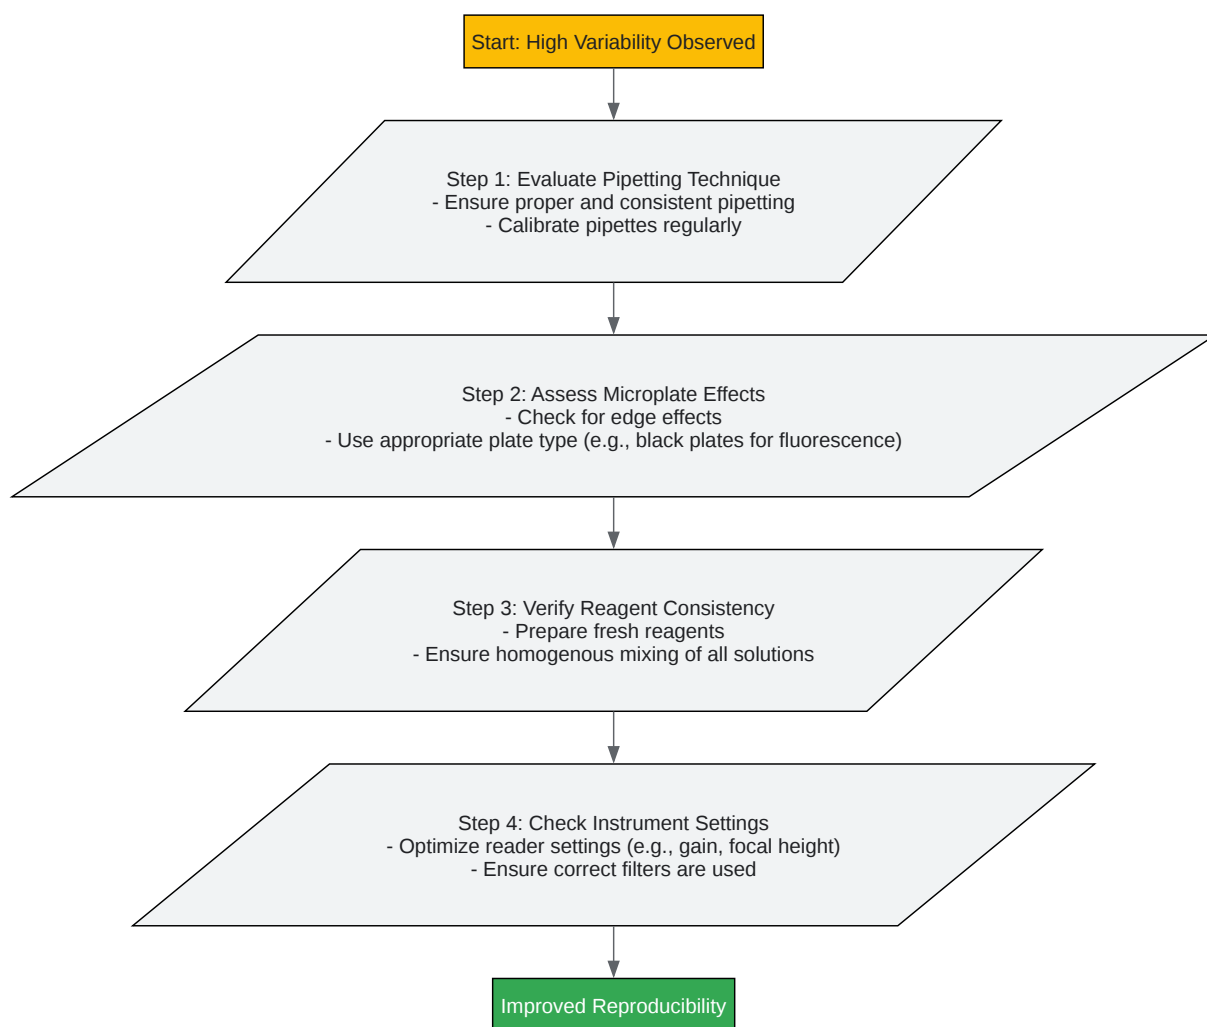 Start: High Variability Observed
Step 1: Evaluate Pipetting Technique
- Ensure proper and consistent pipetting
- Calibrate pipettes regularly
Step 2: Assess Microplate Effects
- Check for edge effects
- Use appropriate plate type (e.g., black plates for fluorescence)
Step 3: Verify Reagent Consistency
- Prepare fresh reagents
- Ensure homogenous mixing of all solutions
Step 4: Check Instrument Settings
- Optimize reader settings (e.g., gain, focal height)
- Ensure correct filters are used
Improved Reproducibility